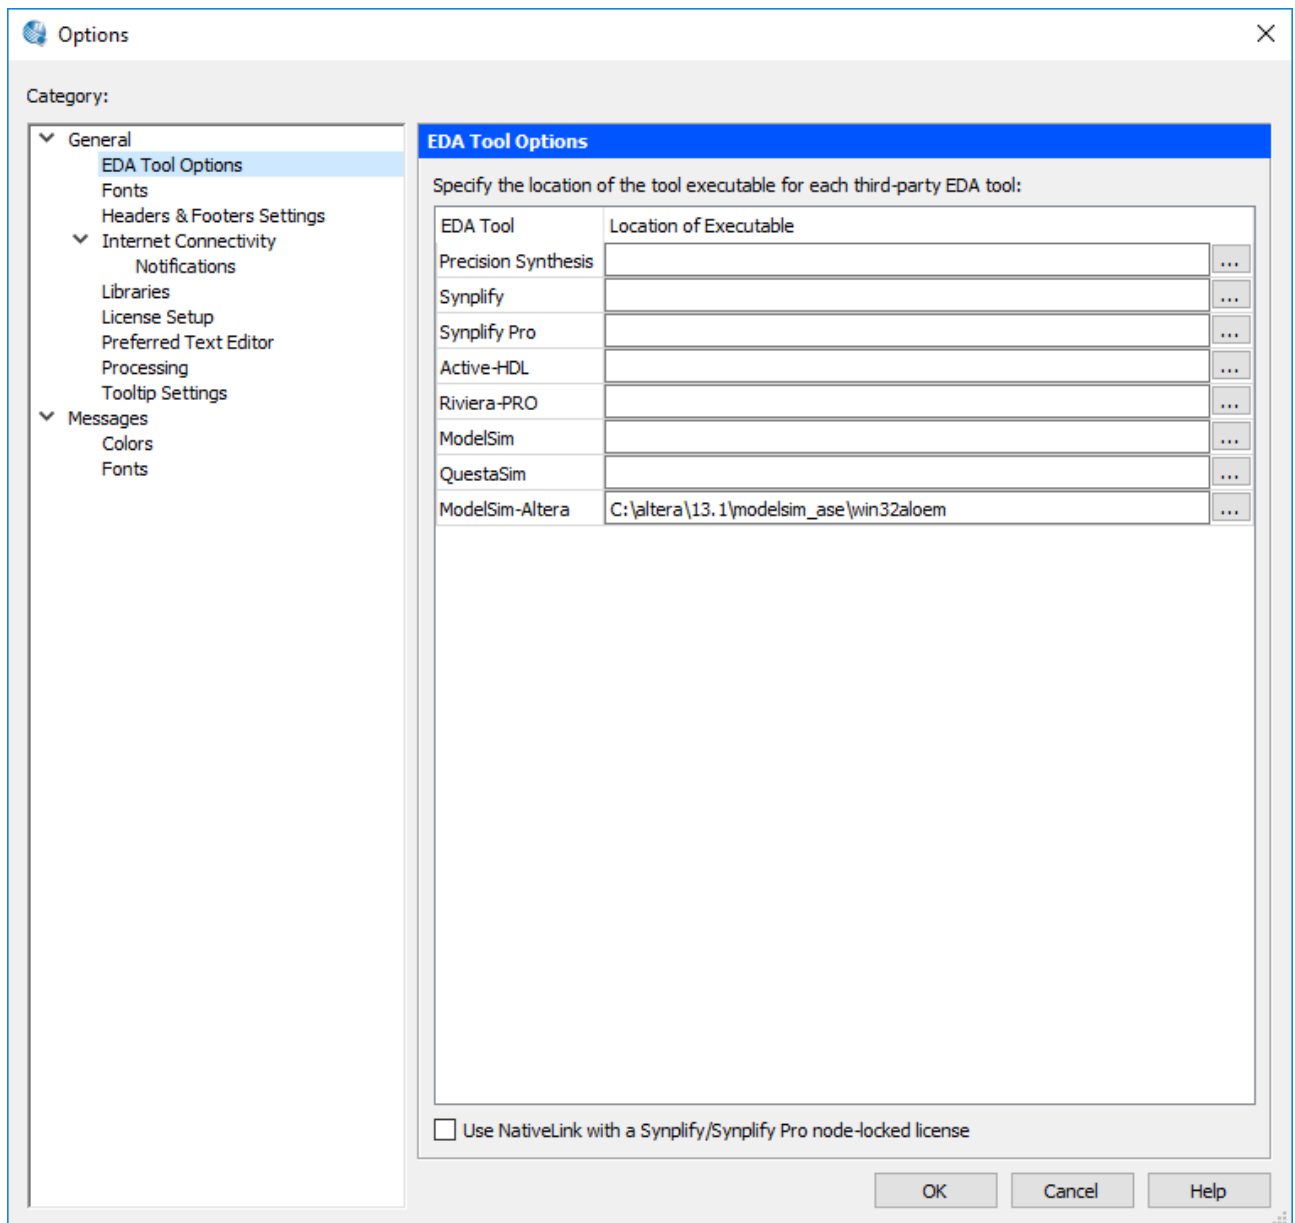 Options
Category:
General
EDA Tool Options
Fonts
Headers & Footers Settings
Internet Connectivity
Notifications
Libraries
License Setup
Preferred Text Editor
Processing
Tooltip Settings
Messages
Colors
Fonts
EDA Tool Options
Specify the location of the tool executable for each third-party EDA tool:
EDA Tool Location of Executable
Precision Synthesis ...
Synplify ...
Synplify Pro ...
Active-HDL ...
Riviera-PRO ...
ModelSim ...
QuestaSim ...
ModelSim-Altera C:\altera\13.1\modelsim_ase\win32aloem ...
Use NativeLink with a Synplify/Synplify Pro node-locked license
OK Cancel Help